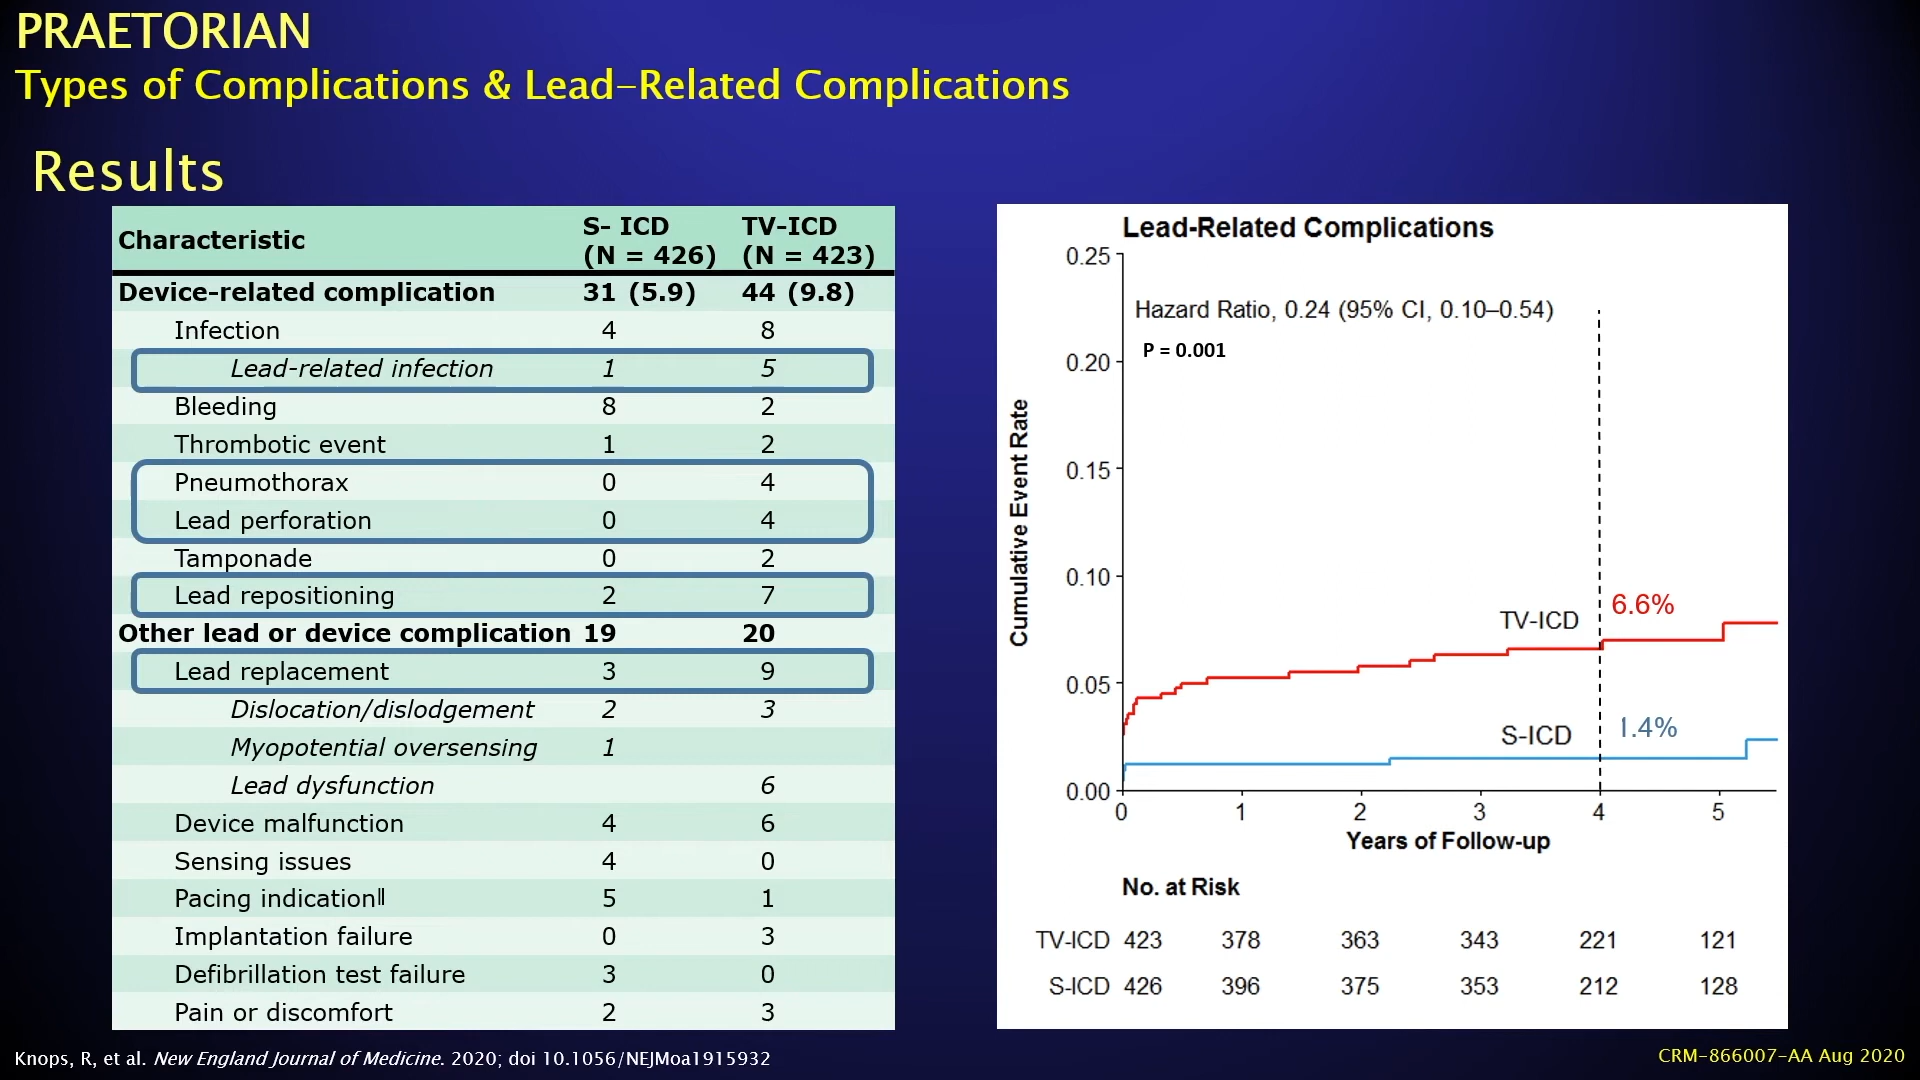 PRAETORIAN
Types of Complications & Lead-Related Complications
Results
Characteristic S- ICD (N = 426) TV-ICD (N = 423)
Device-related complication 31 (5.9) 44 (9.8)
Infection 4 8
Lead-related infection 1 5
Bleeding 8 2
Thrombotic event 1 2
Pneumothorax 0 4
Lead perforation 0 4
Tamponade 0 2
Lead repositioning 2 7
Other lead or device complication 19 20
Lead replacement 3 9
Dislocation/dislodgement 2 3
Myopotential oversensing 1
Lead dysfunction 6
Device malfunction 4 6
Sensing issues 4 0
Pacing indication‖ 5 1
Implantation failure 0 3
Defibrillation test failure 3 0
Pain or discomfort 2 3
Lead-Related Complications
Hazard Ratio, 0.24 (95% CI, 0.10–0.54)
P = 0.001
Cumulative Event Rate
0.25
0.20
0.15
0.10
0.05
0.00
TV-ICD 6.6%
S-ICD 1.4%
0 1 2 3 4 5
Years of Follow-up
No. at Risk
TV-ICD 423 378 363 343 221 121
S-ICD 426 396 375 353 212 128
Knops, R, et al. New England Journal of Medicine. 2020; doi 10.1056/NEJMoa1915932
CRM-866007-AA Aug 2020